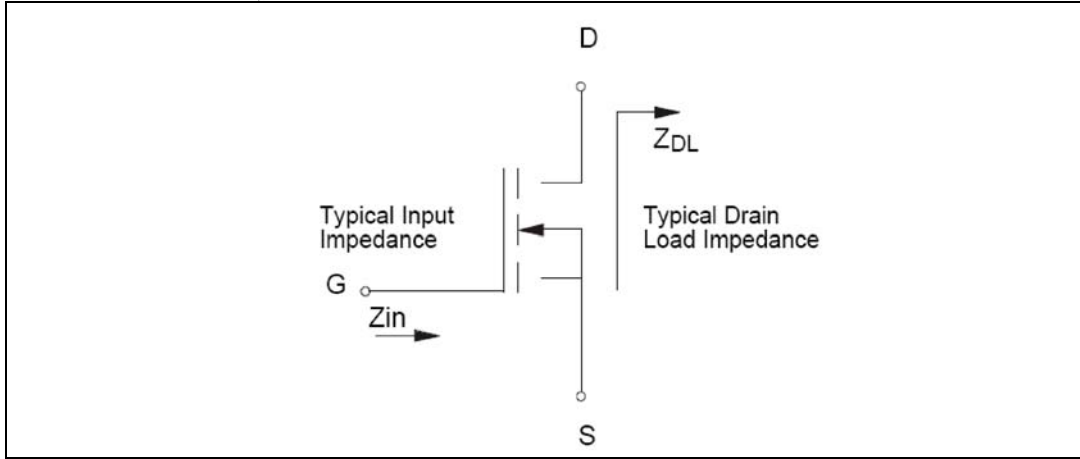 D
Z_DL
Typical Input
Impedance
Typical Drain
Load Impedance
G
Zin
S